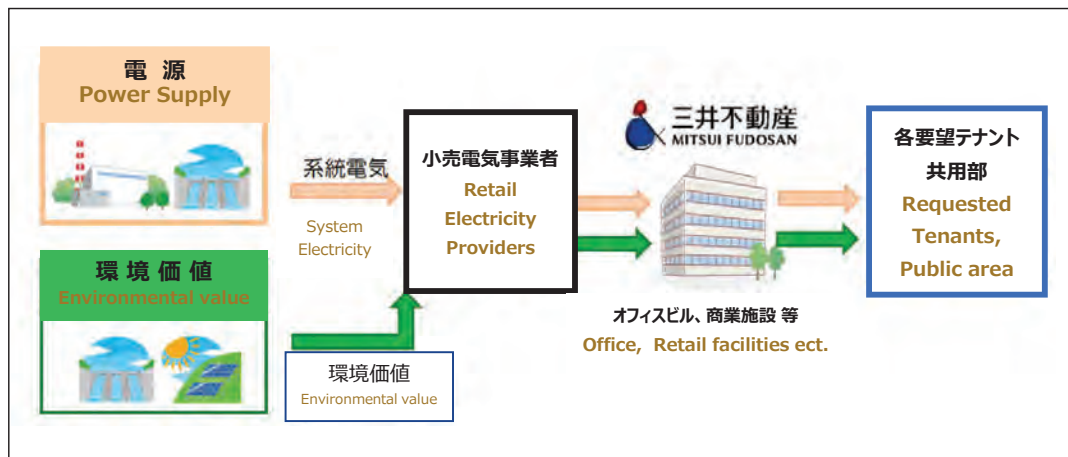 電 源
Power Supply
環 境 価 値
Environmental value
系統電気
System
Electricity
環境価値
Environmental value
小売電気事業者
Retail
Electricity
Providers
三井不動産
MITSUI FUDOSAN
オフィスビル、商業施設 等
Office, Retail facilities ect.
各要望テナント
共用部
Requested
Tenants,
Public area